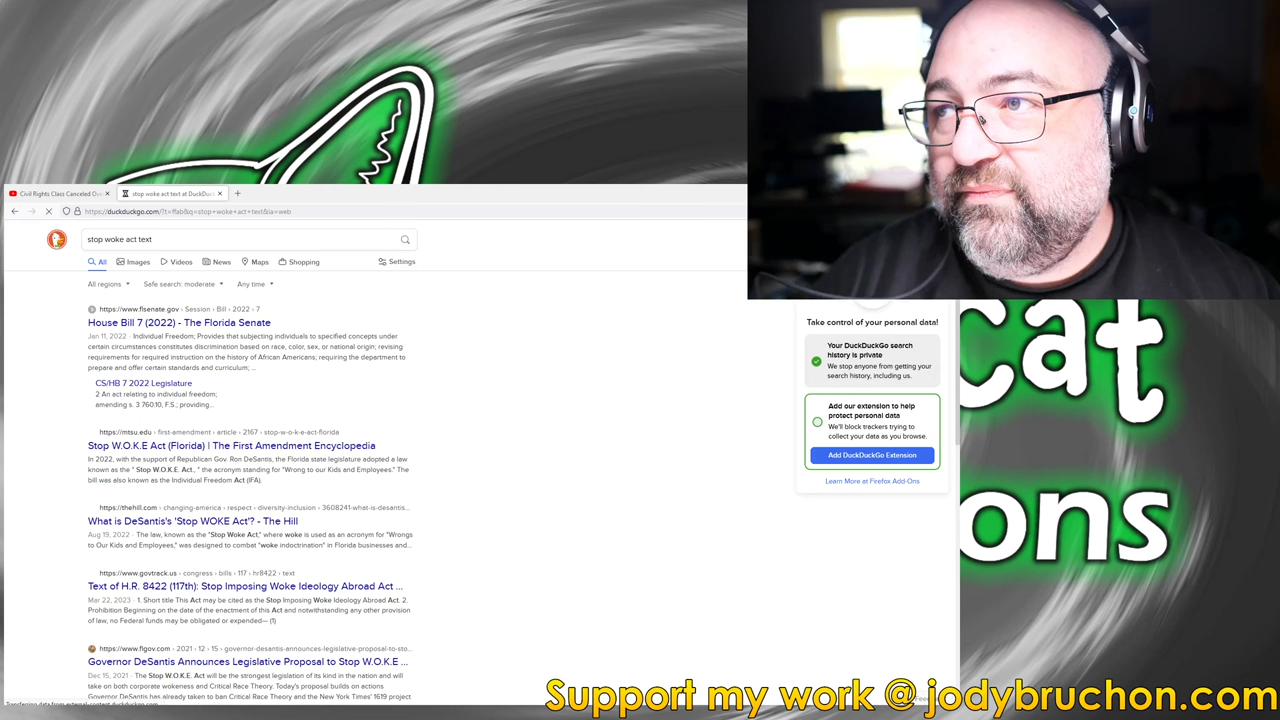 Civil Rights Class Canceled Ov
stop woke act text at DuckDuc
https://duckduckgo.com/?t=ffab&q=stop+woke+act+text&ia=web
stop woke act text
All
Images
Videos
News
Maps
Shopping
Settings
All regions
Safe search: moderate
Any time
https://www.flsenate.gov › Session › Bill › 2022 › 7
House Bill 7 (2022) - The Florida Senate
Jan 11, 2022 · Individual Freedom; Provides that subjecting individuals to specified concepts under
certain circumstances constitutes discrimination based on race, color, sex, or national origin; revising
requirements for required instruction on the history of African Americans; requiring the department to
prepare and offer certain standards and curriculum; ...
CS/HB 7 2022 Legislature
2 An act relating to individual freedom;
amending s. 3 760.10, F.S., providing...
https://mtsu.edu › first-amendment › article › 2167 › stop-w-o-k-e-act-florida
Stop W.O.K.E Act (Florida) | The First Amendment Encyclopedia
In 2022, with the support of Republican Gov. Ron DeSantis, the Florida state legislature adopted a law
known as the " Stop W.O.K.E. Act., " the acronym standing for "Wrong to our Kids and Employees." The
bill was also known as the Individual Freedom Act (IFA).
https://thehill.com › changing-america › respect › diversity-inclusion › 3608241-what-is-desantis...
What is DeSantis's 'Stop WOKE Act'? - The Hill
Aug 19, 2022 · The law, known as the "Stop Woke Act," where woke is used as an acronym for "Wrongs
to Our Kids and Employees," was designed to combat "woke indoctrination" in Florida businesses and...
https://www.govtrack.us › congress › bills › 117 › hr8422 › text
Text of H.R. 8422 (117th): Stop Imposing Woke Ideology Abroad Act ...
Mar 22, 2023 · 1. Short title This Act may be cited as the Stop Imposing Woke Ideology Abroad Act. 2.
Prohibition Beginning on the date of the enactment of this Act and notwithstanding any other provision
of law, no Federal funds may be obligated or expended— (1)
https://www.flgov.com › 2021 › 12 › 15 › governor-desantis-announces-legislative-proposal-to-sto...
Governor DeSantis Announces Legislative Proposal to Stop W.O.K.E ...
Dec 15, 2021 · The Stop W.O.K.E. Act will be the strongest legislation of its kind in the nation and will
take on both corporate wokeness and Critical Race Theory. Today's proposal builds on actions
Governor DeSantis has already taken to ban Critical Race Theory and the New York Times' 1619 project
Transferring data from external-content.duckduckgo.com
Take control of your personal data!
Your DuckDuckGo search
history is private
We stop anyone from getting your
search history, including us.
Add our extension to help
protect personal data
We'll block trackers trying to
collect your data as you browse.
Add DuckDuckGo Extension
Learn More at Firefox Add-Ons
cat
ons
Support my work @ jodybruchon.com